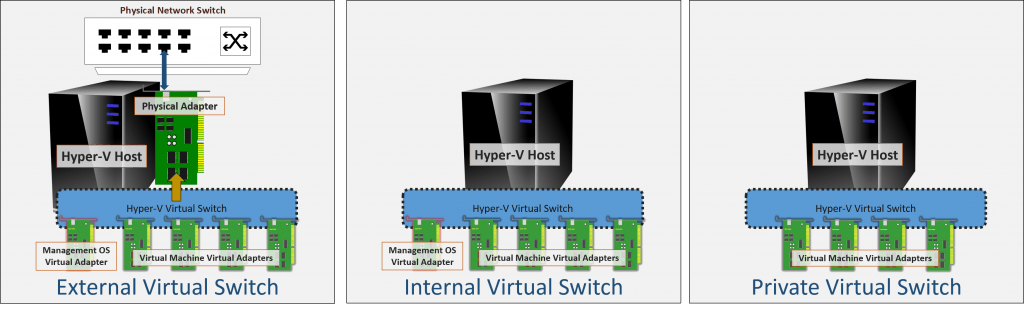 Physical Network Switch
Physical Adapter
Hyper-V Host
Hyper-V Virtual Switch
Management OS
Virtual Adapter
Virtual Machine Virtual Adapters
External Virtual Switch
Hyper-V Host
Hyper-V Virtual Switch
Management OS
Virtual Adapter
Virtual Machine Virtual Adapters
Internal Virtual Switch
Hyper-V Host
Hyper-V Virtual Switch
Virtual Machine Virtual Adapters
Private Virtual Switch